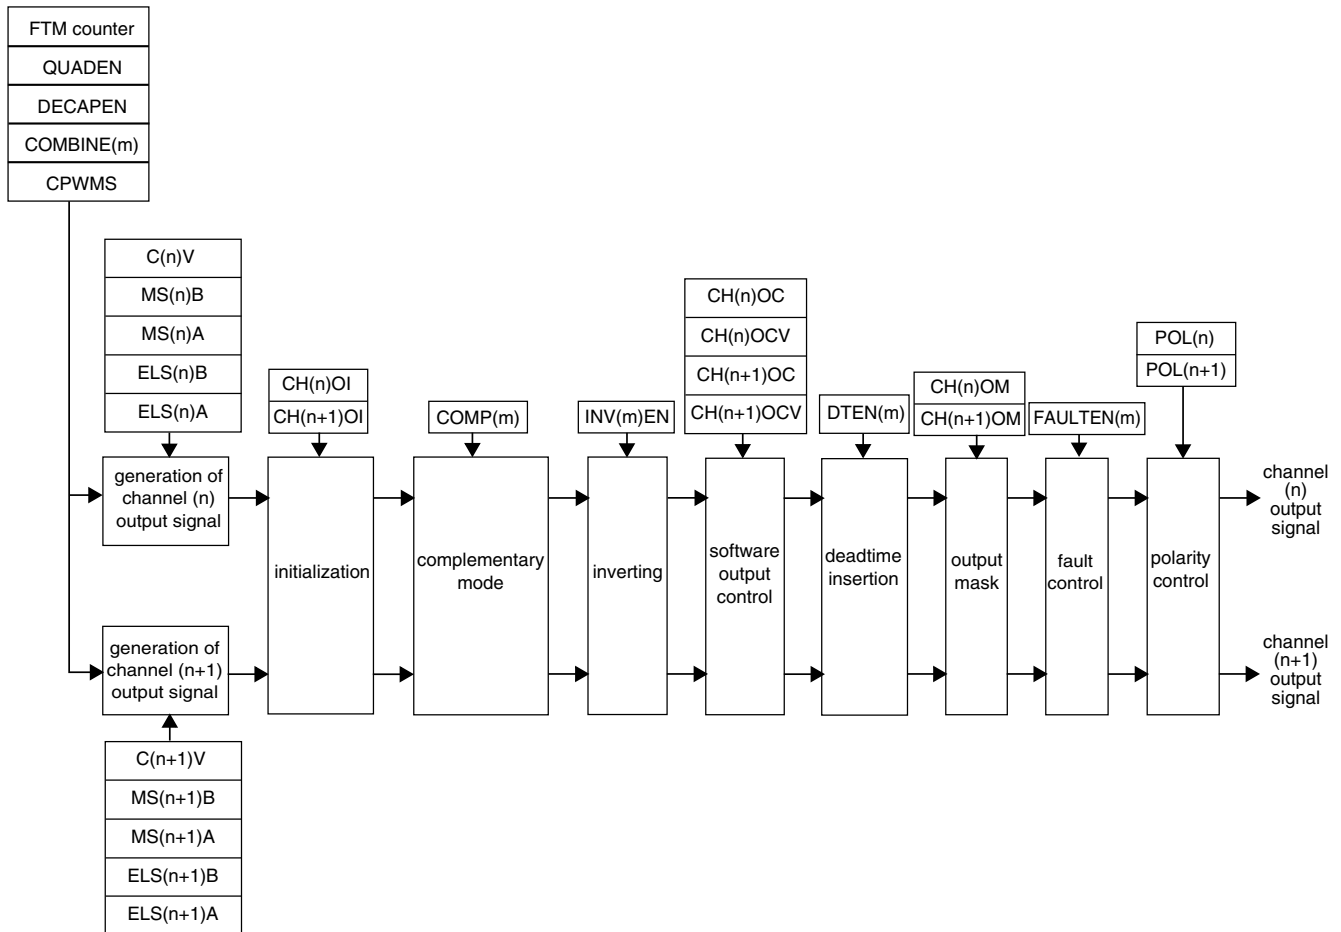 FTM counter
QUADEN
DECAPEN
COMBINE(m)
CPWMS
C(n)V
MS(n)B
MS(n)A
ELS(n)B
ELS(n)A
CH(n)OI
CH(n+1)OI
COMP(m)
INV(m)EN
CH(n)OC
CH(n)OCV
CH(n+1)OC
CH(n+1)OCV
DTEN(m)
CH(n)OM
CH(n+1)OM
FAULTEN(m)
POL(n)
POL(n+1)
generation of
channel (n)
output signal
initialization
complementary
mode
inverting
software
output
control
deadtime
insertion
output
mask
fault
control
polarity
control
channel
(n)
output
signal
generation of
channel (n+1)
output signal
channel
(n+1)
output
signal
C(n+1)V
MS(n+1)B
MS(n+1)A
ELS(n+1)B
ELS(n+1)A